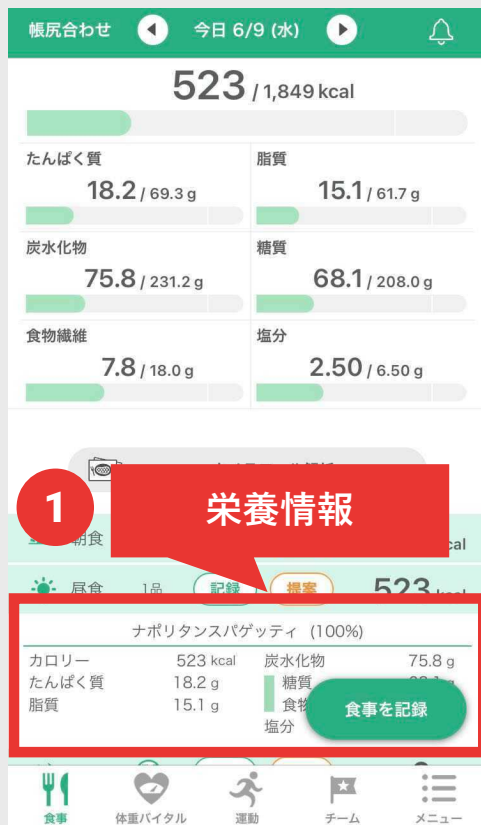 帳尻合わせ 今日 6/9 (水)
523 / 1,849 kcal
たんぱく質 脂質
18.2 / 69.3 g 15.1 / 61.7 g
炭水化物 糖質
75.8 / 231.2 g 68.1 / 208.0 g
食物繊維 塩分
7.8 / 18.0 g 2.50 / 6.50 g
1 栄養情報
朝食
昼食 1品 記録 提案 523 kcal
ナポリタンスパゲッティ (100%)
カロリー 523 kcal 炭水化物 75.8 g
たんぱく質 18.2 g 糖質
脂質 15.1 g
塩分
食事を記録
食事 体重バイタル 運動 チーム メニュー